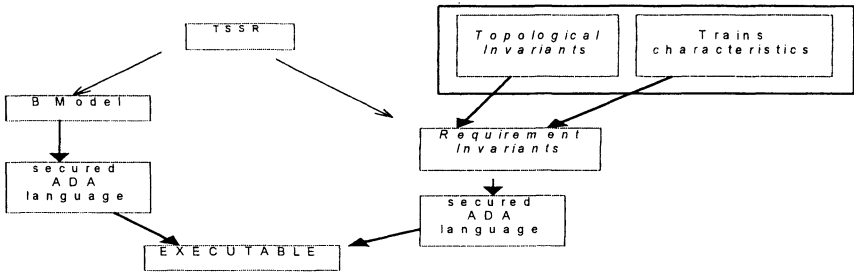 TSSR
Topological
Invariants
Trains
characteristics
B Model
Requirement
Invariants
secured
ADA
language
secured
ADA
language
EXECUTABLE